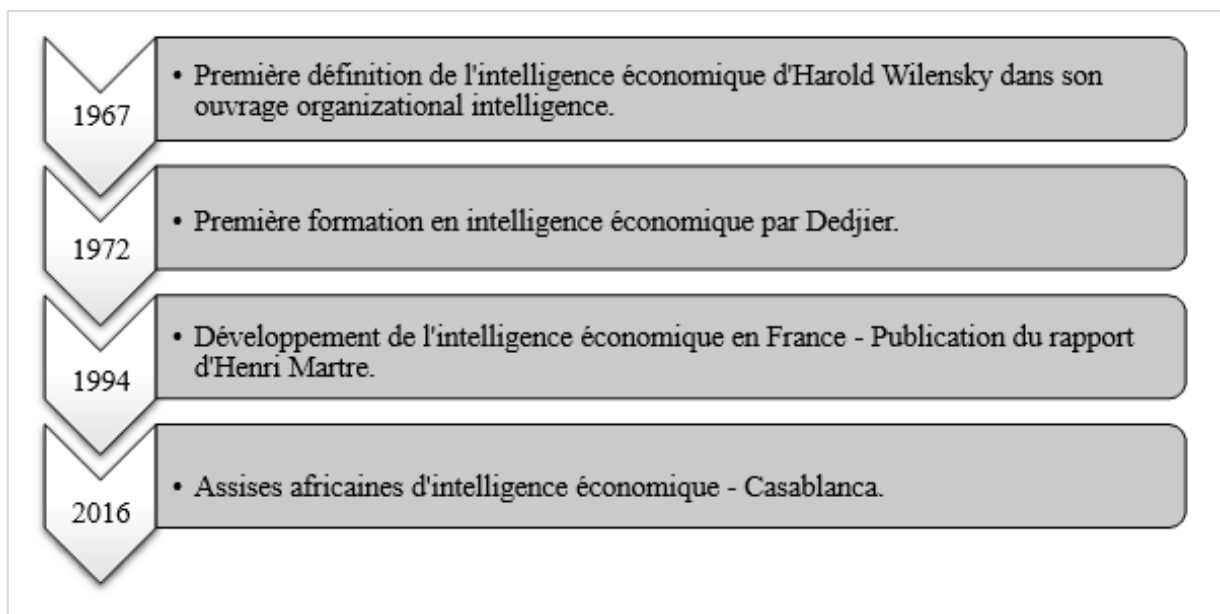 1967
• Première définition de l'intelligence économique d'Harold Wilensky dans son
ouvrage organizational intelligence.
1972
• Première formation en intelligence économique par Dedjier.
1994
• Développement de l'intelligence économique en France - Publication du rapport
d'Henri Martre.
2016
• Assises africaines d'intelligence économique - Casablanca.